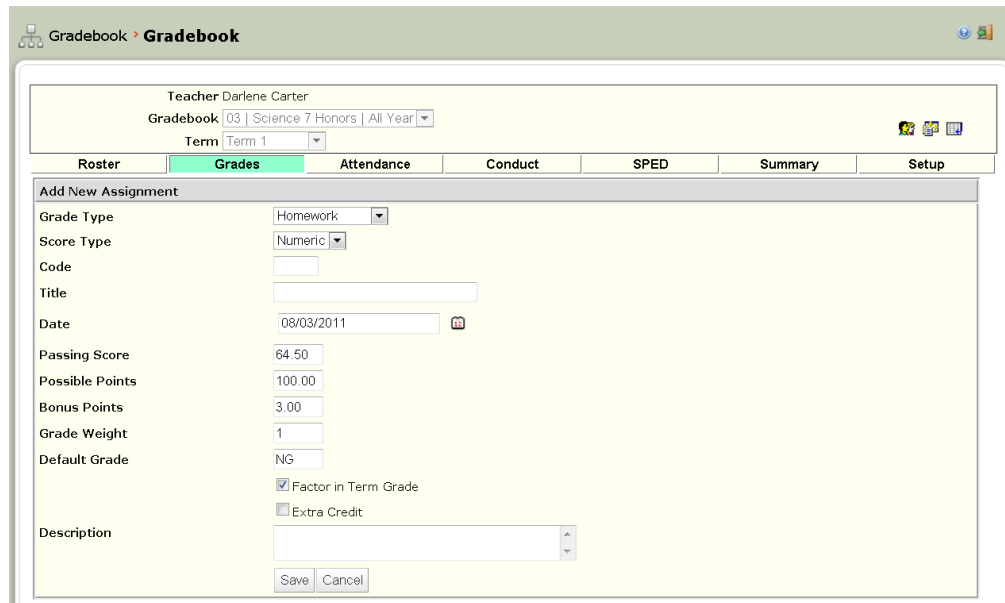 Gradebook > Gradebook
Teacher Darlene Carter
Gradebook 03 | Science 7 Honors | All Year
Term Term 1
Roster Grades Attendance Conduct SPED Summary Setup
Add New Assignment
Grade Type Homework
Score Type Numeric
Code
Title
Date 08/03/2011
Passing Score 64.50
Possible Points 100.00
Bonus Points 3.00
Grade Weight 1
Default Grade NG
Factor in Term Grade
Extra Credit
Description
Save Cancel